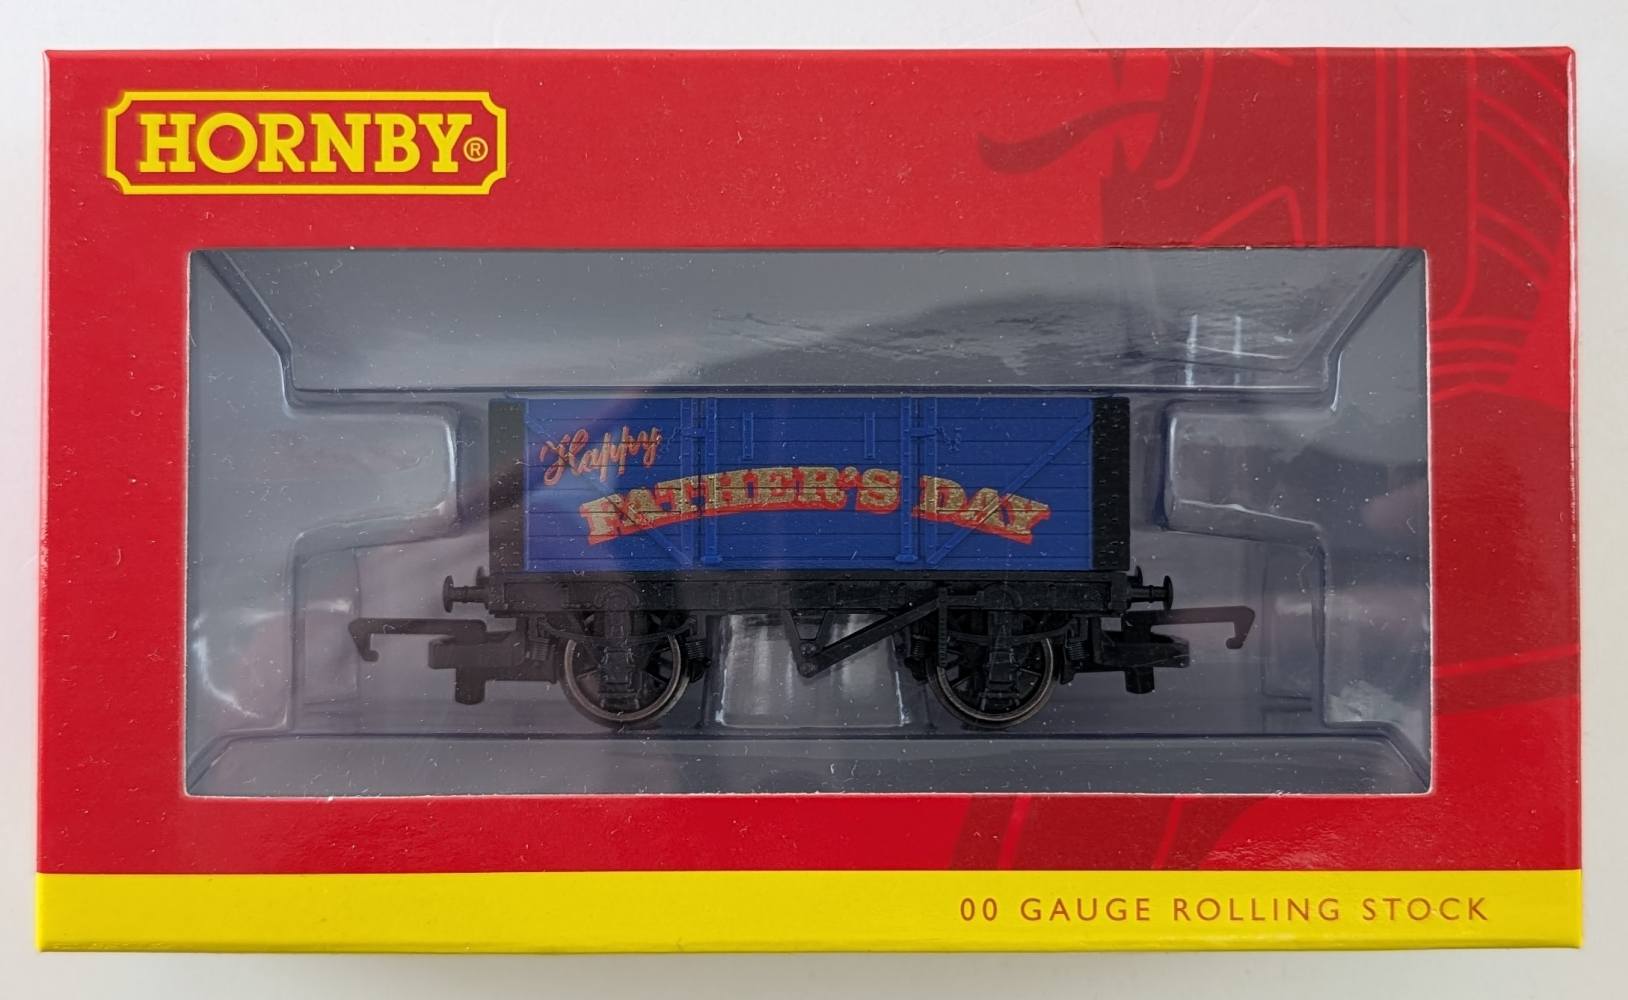 HORNBY®
Happy
FATHER'S DAY
00 GAUGE ROLLING STOCK